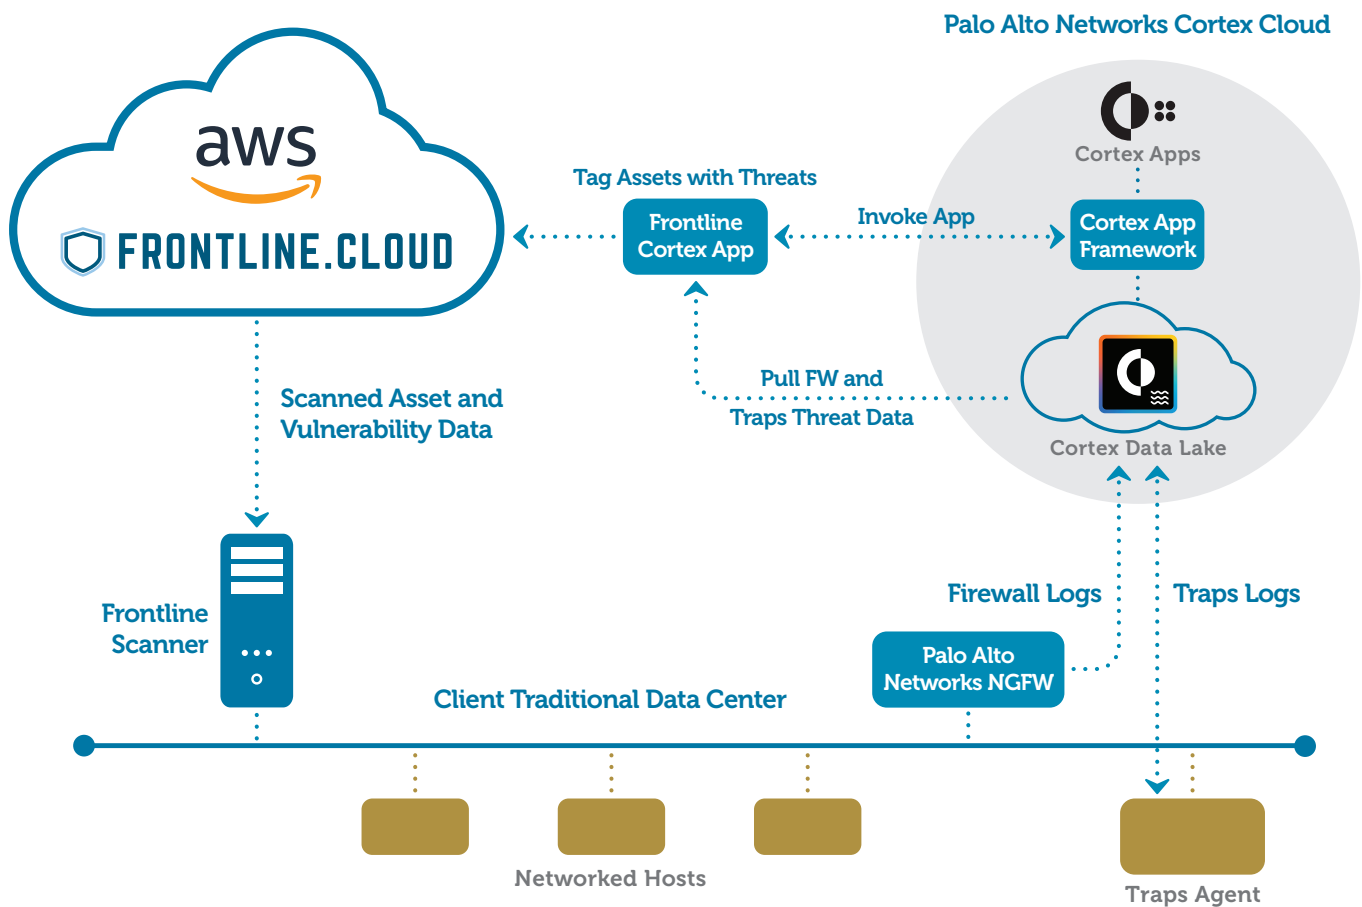 Palo Alto Networks Cortex Cloud
aws
FRONTLINE.CLOUD
Cortex Apps
Tag Assets with Threats
Frontline
Cortex App
Invoke App
Cortex App
Framework
Pull FW and
Traps Threat Data
Cortex Data Lake
Scanned Asset and
Vulnerability Data
Frontline
Scanner
Firewall Logs
Traps Logs
Palo Alto
Networks NGFW
Client Traditional Data Center
Networked Hosts
Traps Agent